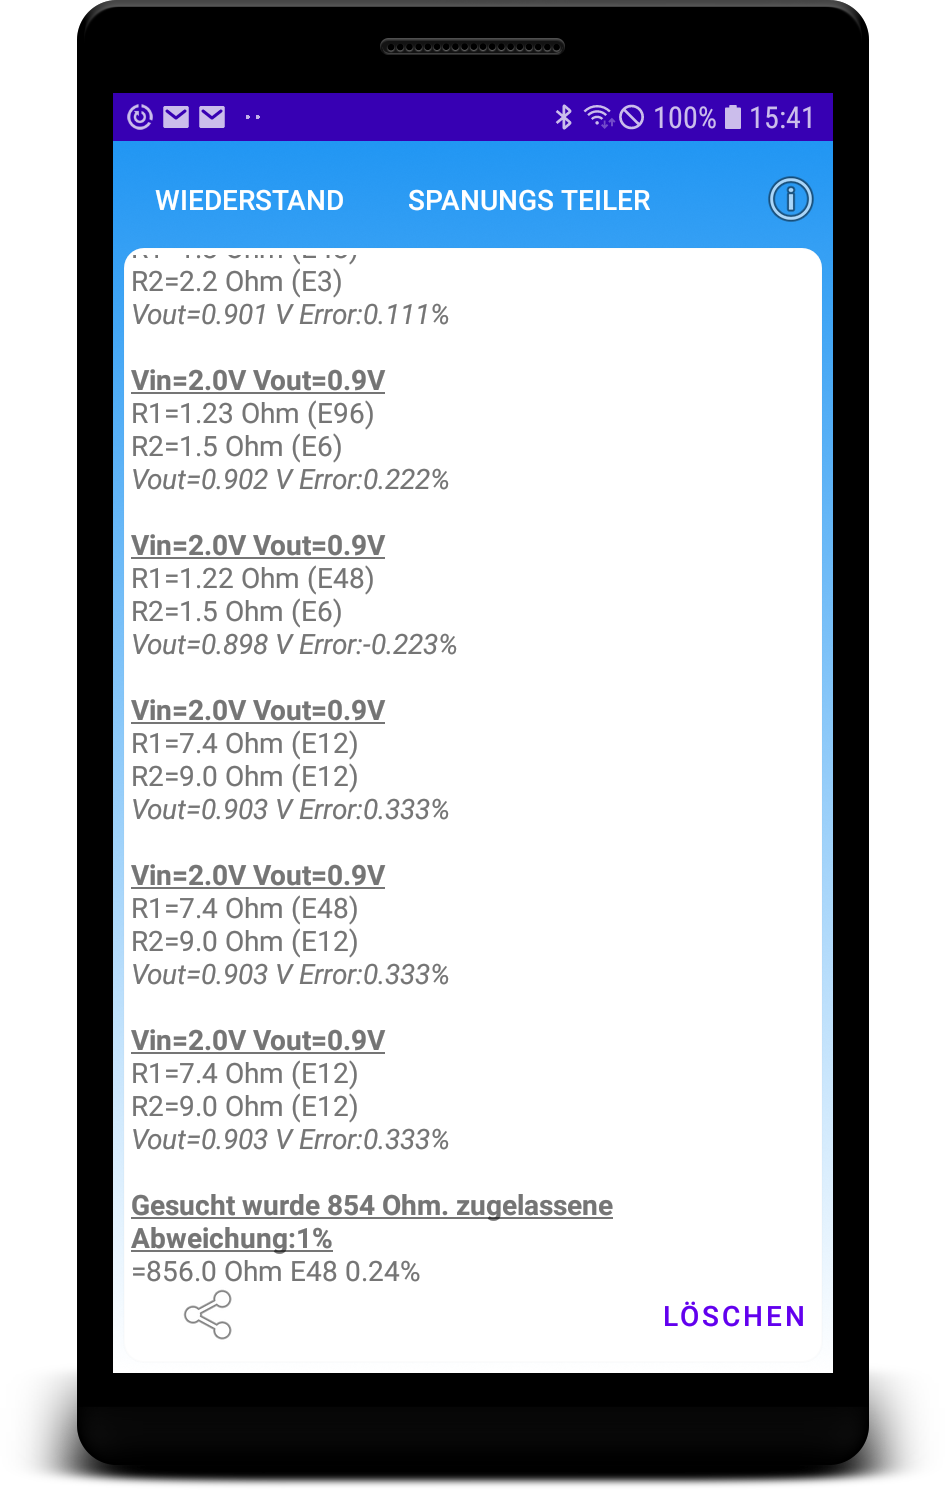 100% 15:41
WIEDERSTAND SPANUNGS TEILER
R2=2.2 Ohm (E3)
Vout=0.901 V Error:0.111%
Vin=2.0V Vout=0.9V
R1=1.23 Ohm (E96)
R2=1.5 Ohm (E6)
Vout=0.902 V Error:0.222%
Vin=2.0V Vout=0.9V
R1=1.22 Ohm (E48)
R2=1.5 Ohm (E6)
Vout=0.898 V Error:-0.223%
Vin=2.0V Vout=0.9V
R1=7.4 Ohm (E12)
R2=9.0 Ohm (E12)
Vout=0.903 V Error:0.333%
Vin=2.0V Vout=0.9V
R1=7.4 Ohm (E48)
R2=9.0 Ohm (E12)
Vout=0.903 V Error:0.333%
Vin=2.0V Vout=0.9V
R1=7.4 Ohm (E12)
R2=9.0 Ohm (E12)
Vout=0.903 V Error:0.333%
Gesucht wurde 854 Ohm. zugelassene
Abweichung:1%
=856.0 Ohm E48 0.24%
LÖSCHEN